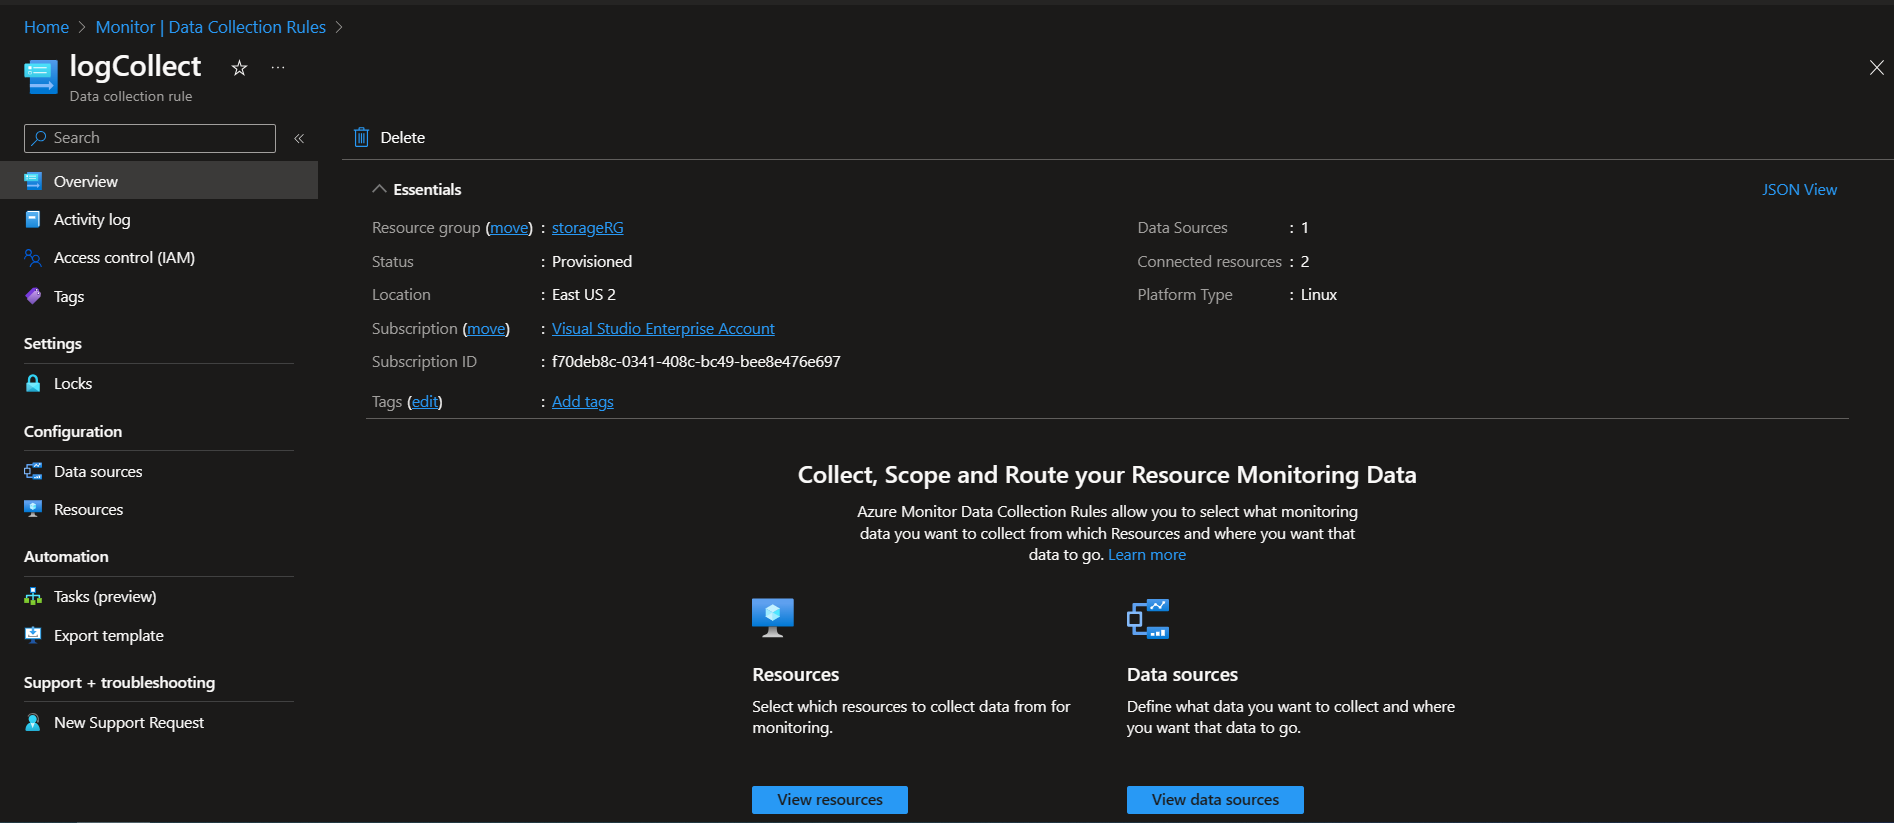 Home > Monitor | Data Collection Rules >
logCollect
Data collection rule
Search
Overview
Activity log
Access control (IAM)
Tags
Settings
Locks
Configuration
Data sources
Resources
Automation
Tasks (preview)
Export template
Support + troubleshooting
New Support Request
Delete
Essentials
JSON View
Resource group (move) : storageRG
Status : Provisioned
Location : East US 2
Subscription (move) : Visual Studio Enterprise Account
Subscription ID : f70deb8c-0341-408c-bc49-bee8e476e697
Tags (edit) : Add tags
Data Sources : 1
Connected resources : 2
Platform Type : Linux
Collect, Scope and Route your Resource Monitoring Data
Azure Monitor Data Collection Rules allow you to select what monitoring
data you want to collect from which Resources and where you want that
data to go. Learn more
Resources
Select which resources to collect data from for
monitoring.
View resources
Data sources
Define what data you want to collect and where
you want that data to go.
View data sources